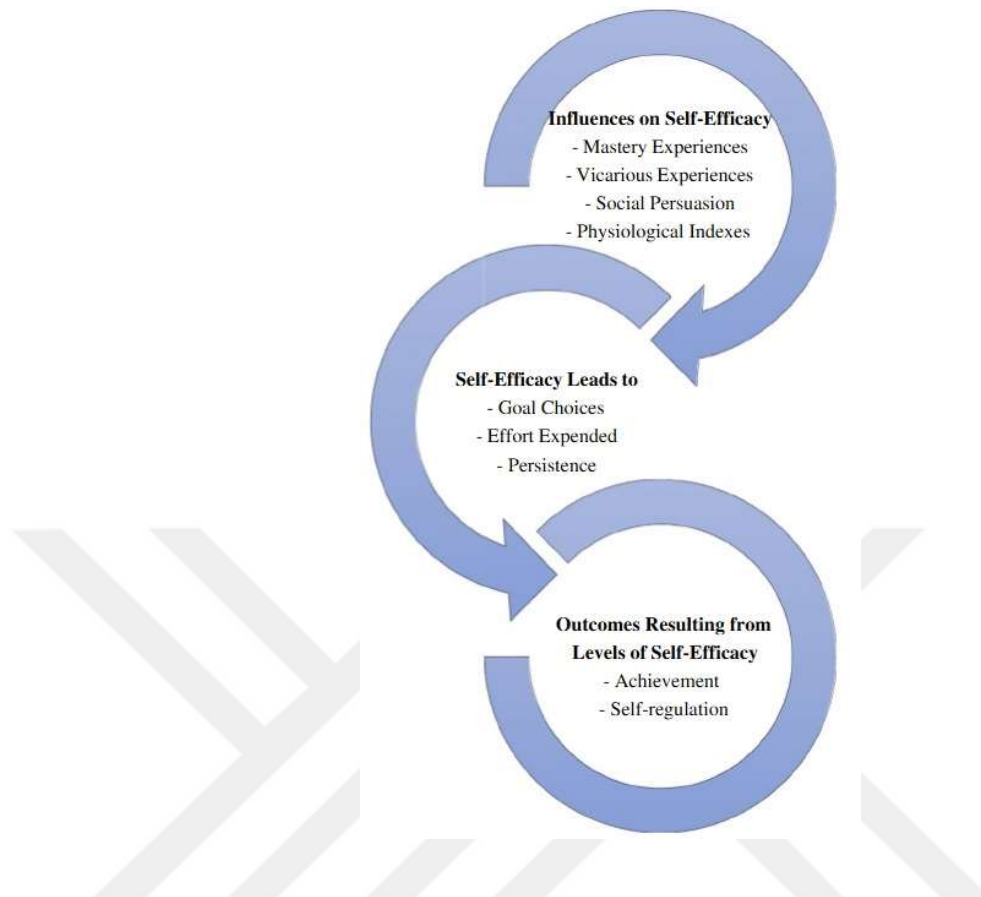 Influences on Self-Efficacy
- Mastery Experiences
- Vicarious Experiences
- Social Persuasion
- Physiological Indexes
Self-Efficacy Leads to
- Goal Choices
- Effort Expended
- Persistence
Outcomes Resulting from
Levels of Self-Efficacy
- Achievement
- Self-regulation